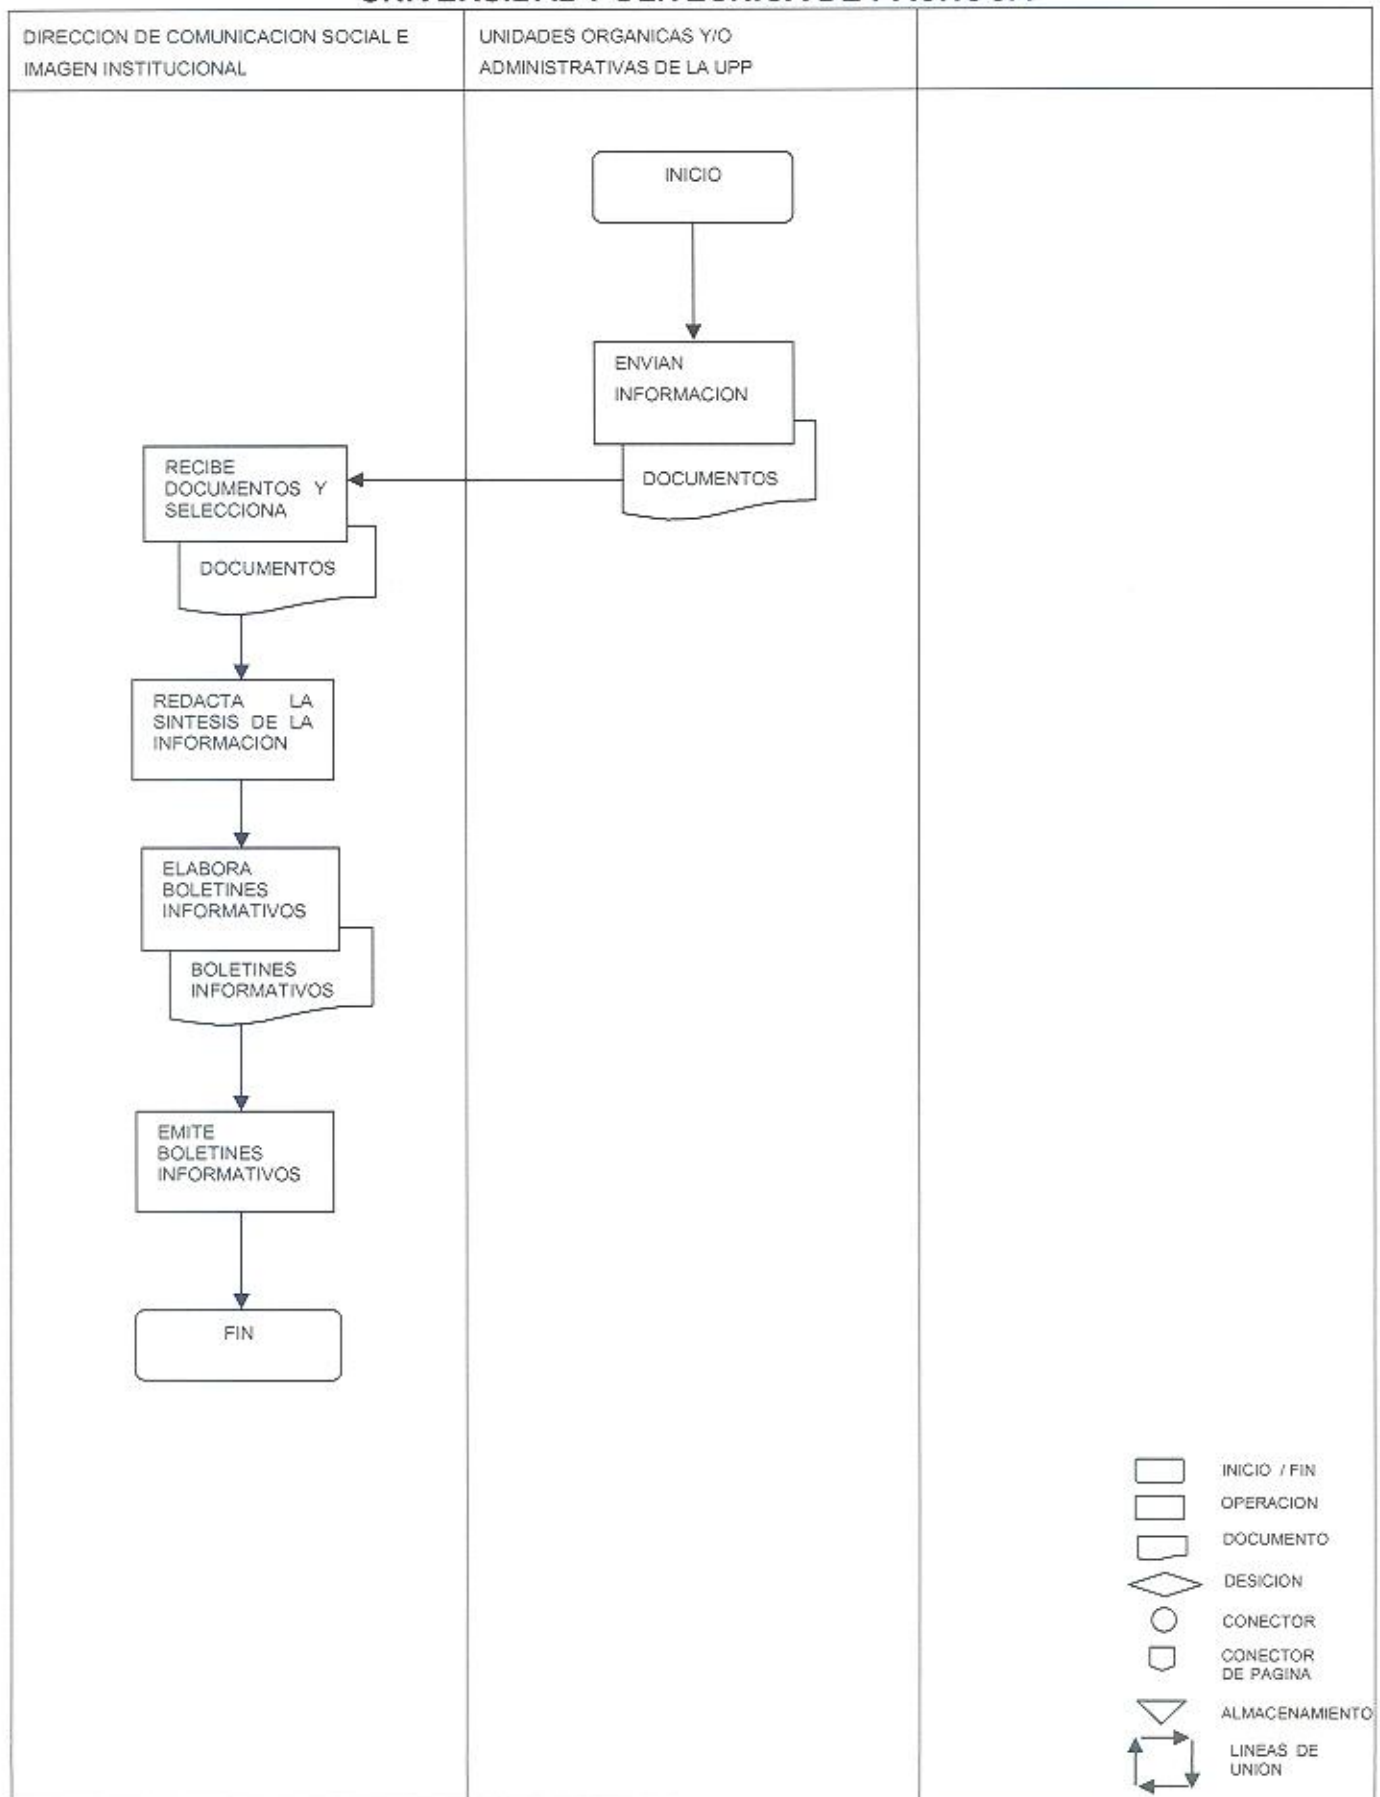 DIRECCION DE COMUNICACION SOCIAL E
IMAGEN INSTITUCIONAL
UNIDADES ORGANICAS Y/O
ADMINISTRATIVAS DE LA UPP
INICIO
ENVIAN
INFORMACION
DOCUMENTOS
RECIBE
DOCUMENTOS Y
SELECCIONA
DOCUMENTOS
REDACTA LA
SINTESIS DE LA
INFORMACIÓN
ELABORA
BOLETINES
INFORMATIVOS
BOLETINES
INFORMATIVOS
EMITE
BOLETINES
INFORMATIVOS
FIN
INICIO / FIN
OPERACION
DOCUMENTO
DESICION
CONECTOR
CONECTOR
DE PAGINA
ALMACENAMIENTO
LINEAS DE
UNION